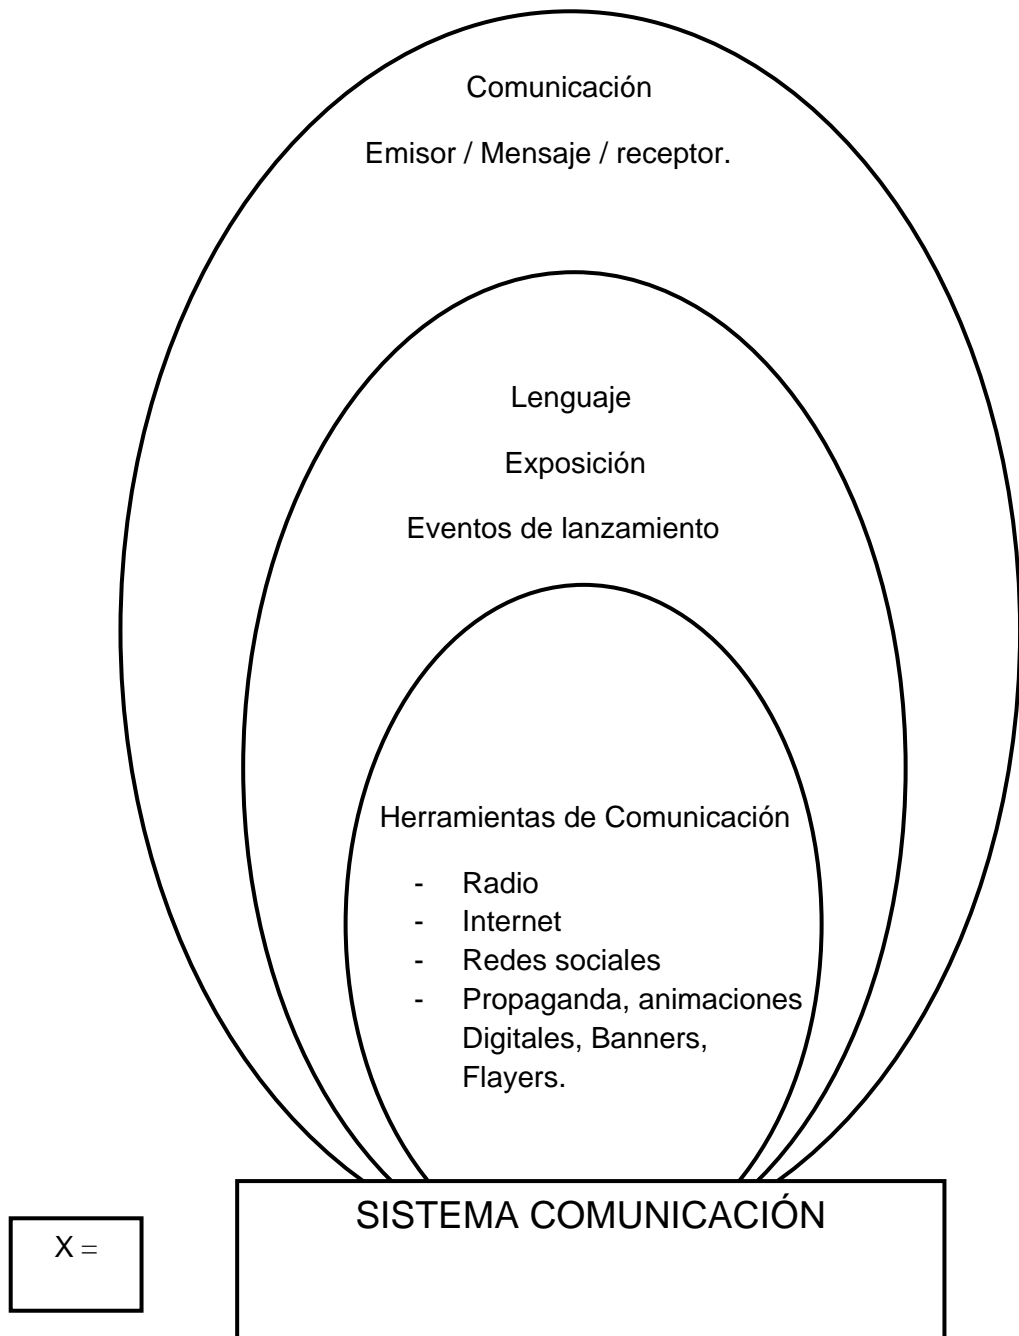 Comunicación
Emisor / Mensaje / receptor.
Lenguaje
Exposición
Eventos de lanzamiento
Herramientas de Comunicación
- Radio
- Internet
- Redes sociales
- Propaganda, animaciones
Digitales, Banners,
Flayers.
SISTEMA COMUNICACIÓN
X =